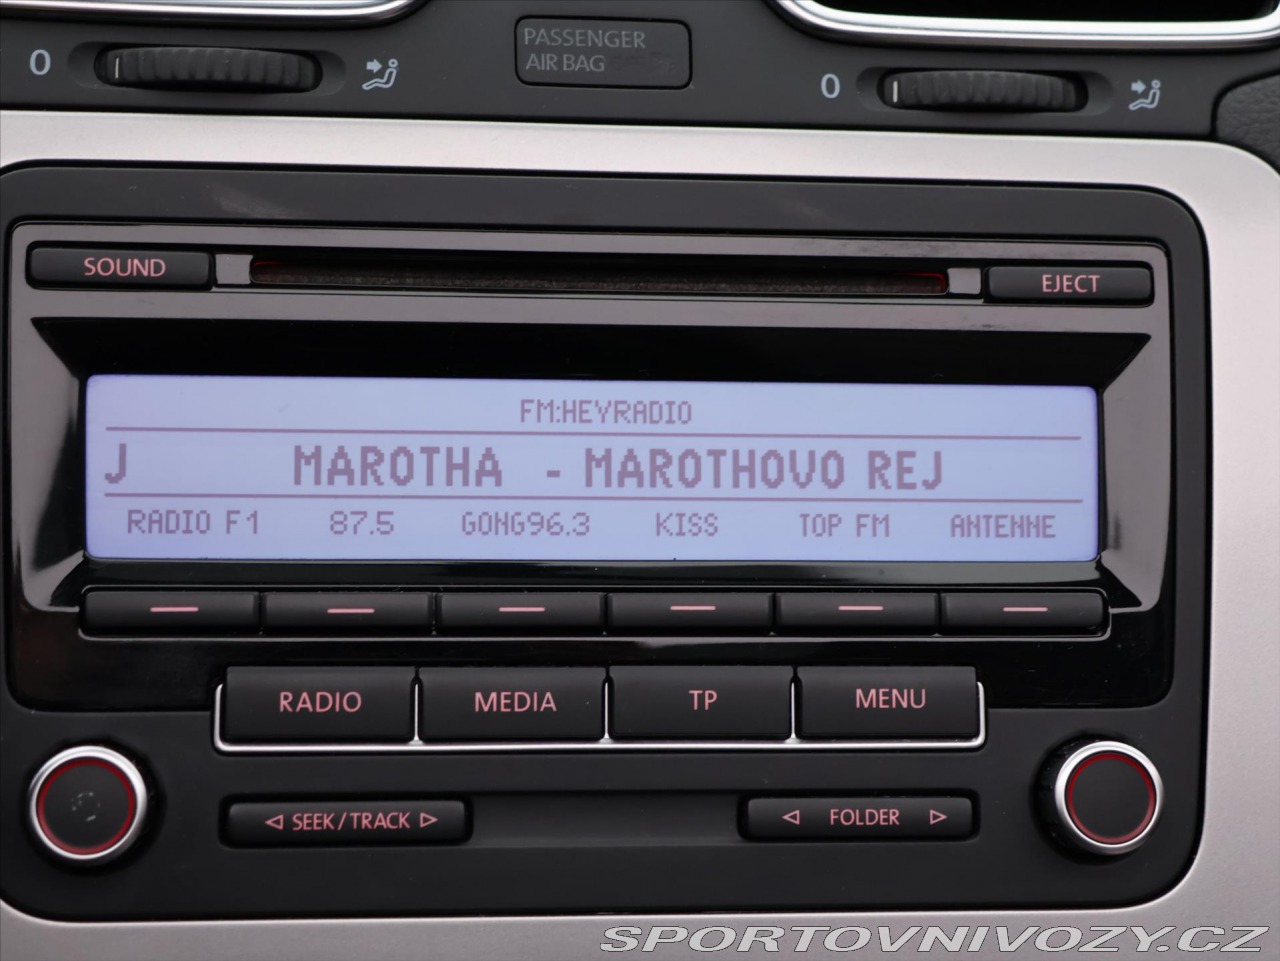 PASSENGER
AIR BAG
0
0
SOUND
EJECT
FM:HEYRADIO
J MAROTHA - MAROTHOVO REJ
RADIO F1 87.5 GONG96.3 KISS TOP FM ANTENNE
RADIO MEDIA TP MENU
◁ SEEK/TRACK ▷
◁ FOLDER ▷
SPORTOVNIVOZY.CZ